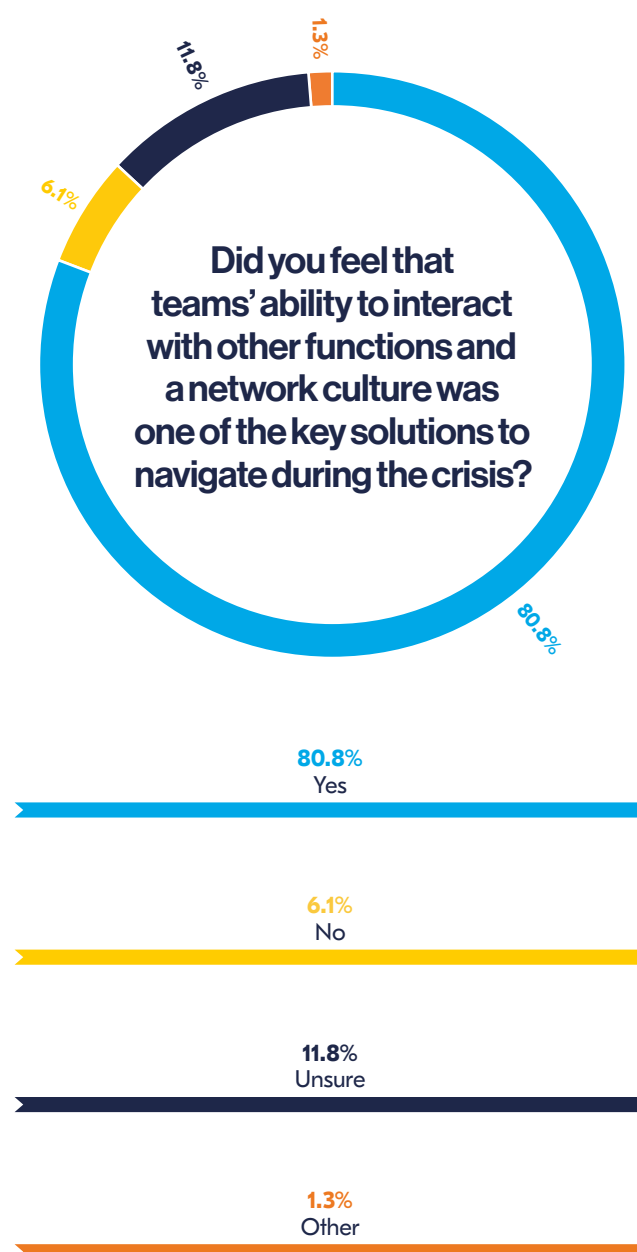 1.3%
11.8%
6.1%
Did you feel that
teams’ ability to interact
with other functions and
a network culture was
one of the key solutions to
navigate during the crisis?
80.8%
80.8%
Yes
6.1%
No
11.8%
Unsure
1.3%
Other